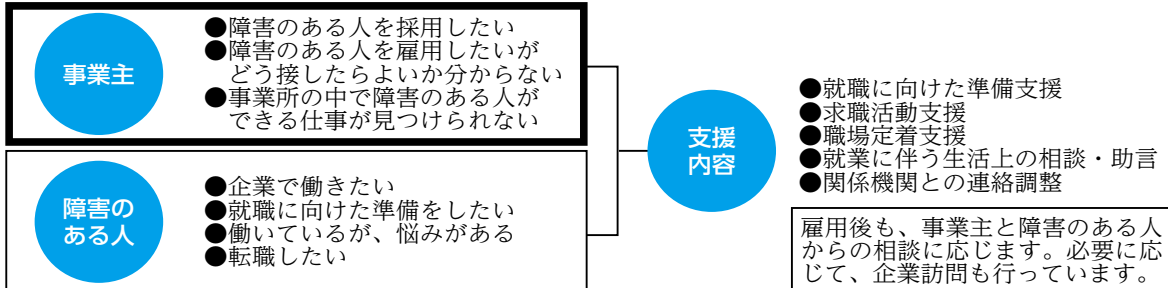 事業主
●障害のある人を採用したい
●障害のある人を雇用したいが
どう接したらよいか分からない
●事業所の中で障害のある人が
できる仕事が見つけられない
障害の
ある人
●企業で働きたい
●就職に向けた準備をしたい
●働いているが、悩みがある
●転職したい
支援
内容
●就職に向けた準備支援
●求職活動支援
●職場定着支援
●就業に伴う生活上の相談・助言
●関係機関との連絡調整
雇用後も、事業主と障害のある人
からの相談に応じます。必要に応
じて、企業訪問も行っています。